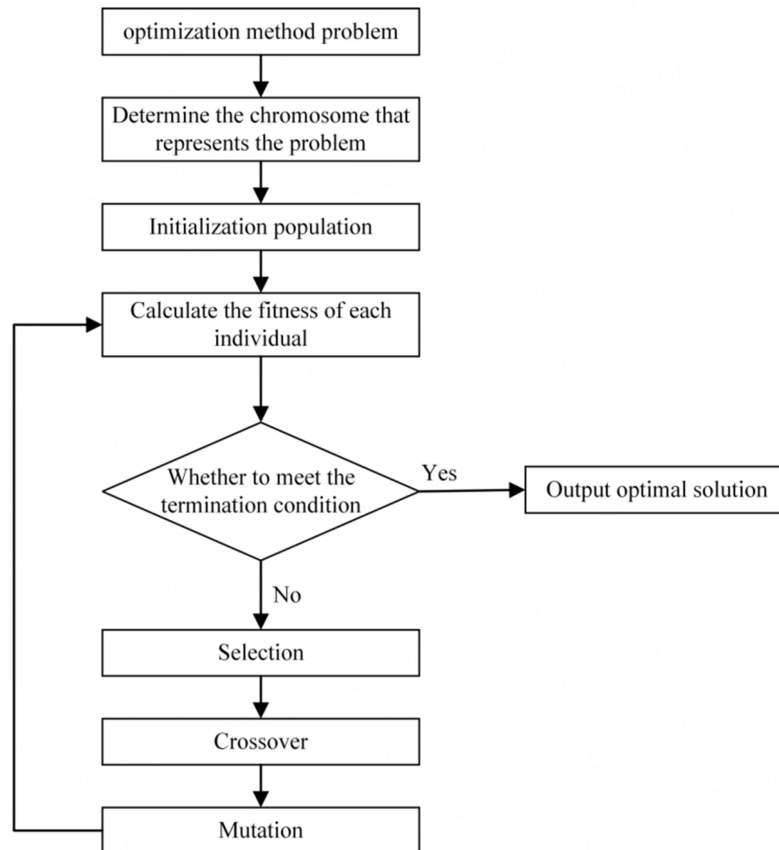 optimization method problem
Determine the chromosome that
represents the problem
Initialization population
Calculate the fitness of each
individual
Whether to meet the
termination condition
Yes
Output optimal solution
No
Selection
Crossover
Mutation